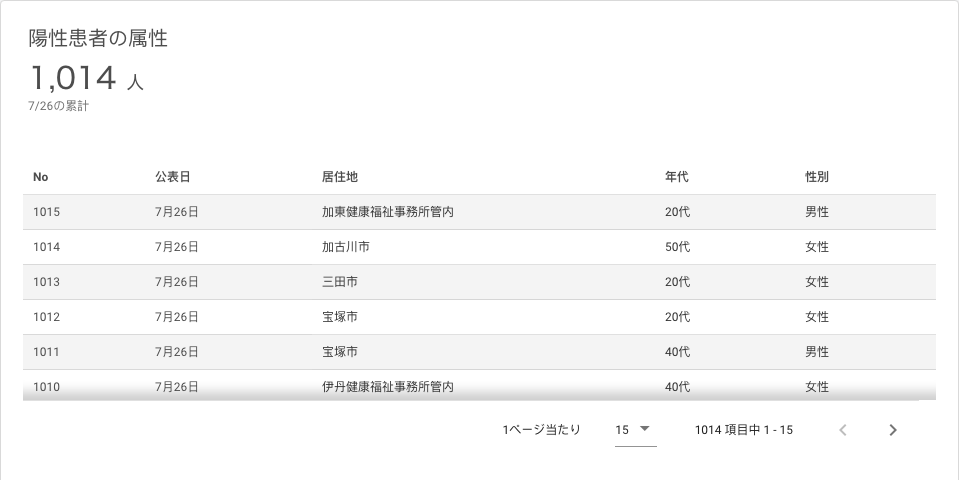 陽性患者の属性
1,014 人
7/26の累計
No 公表日 居住地 年代 性別
1015 7月26日 加東健康福祉事務所管内 20代 男性
1014 7月26日 加古川市 50代 女性
1013 7月26日 三田市 20代 女性
1012 7月26日 宝塚市 20代 女性
1011 7月26日 宝塚市 40代 男性
1010 7月26日 伊丹健康福祉事務所管内 40代 女性
1ページ当たり 15 1014 項目中 1 - 15